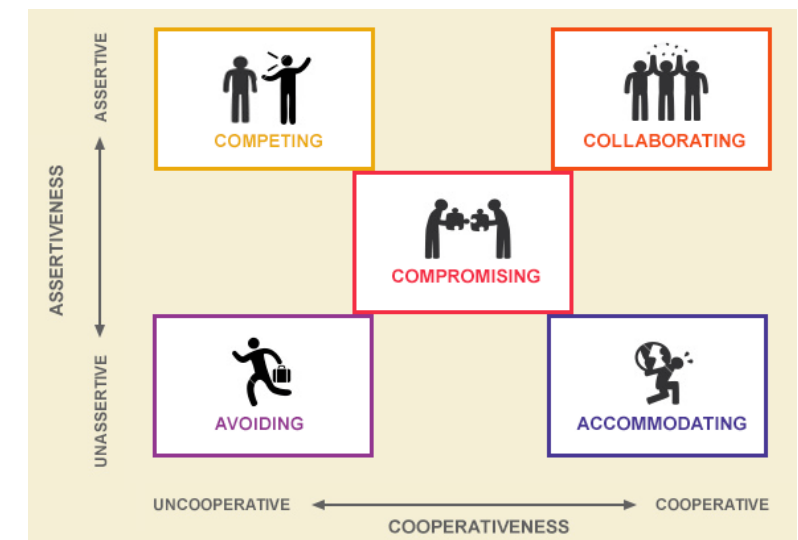 ASSERTIVE
ASSERTIVENESS
UNASSERTIVE
COMPETING
COLLABORATING
COMPROMISING
AVOIDING
ACCOMMODATING
UNCOOPERATIVE
COOPERATIVE
COOPERATIVENESS